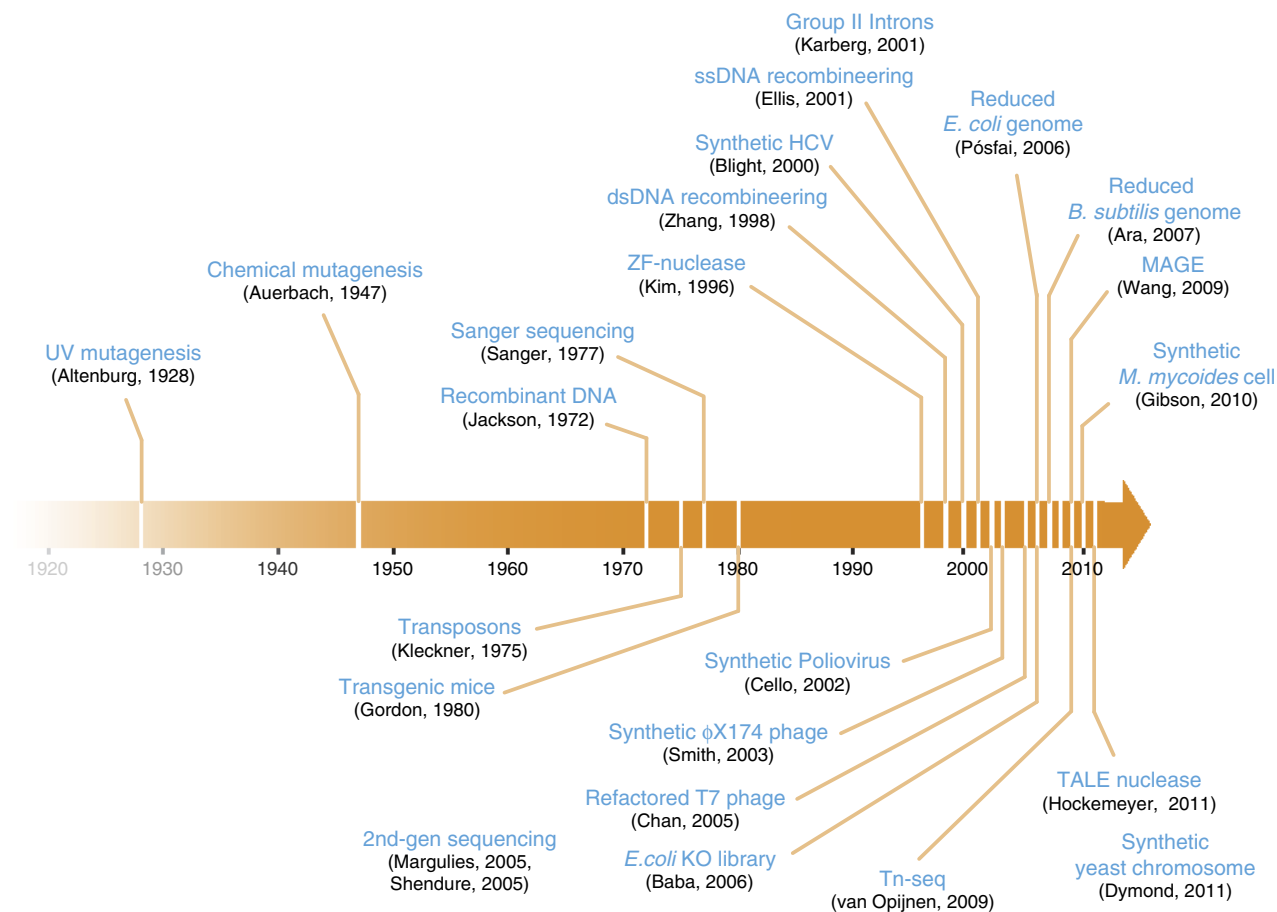 Group II Introns
(Karberg, 2001)
ssDNA recombineering
(Ellis, 2001)
Reduced
E. coli genome
(Pósfai, 2006)
Synthetic HCV
(Blight, 2000)
dsDNA recombineering
(Zhang, 1998)
Reduced
B. subtilis genome
(Ara, 2007)
ZF-nuclease
(Kim, 1996)
MAGE
(Wang, 2009)
Chemical mutagenesis
(Auerbach, 1947)
Sanger sequencing
(Sanger, 1977)
UV mutagenesis
(Altenburg, 1928)
Synthetic
M. mycoides cell
(Gibson, 2010)
Recombinant DNA
(Jackson, 1972)
1920 1930 1940 1950 1960 1970 1980 1990 2000 2010
Transposons
(Kleckner, 1975)
Transgenic mice
(Gordon, 1980)
Synthetic Poliovirus
(Cello, 2002)
Synthetic ϕX174 phage
(Smith, 2003)
Refactored T7 phage
(Chan, 2005)
TALE nuclease
(Hockemeyer, 2011)
2nd-gen sequencing
(Margulies, 2005,
Shendure, 2005)
E.coli KO library
(Baba, 2006)
Tn-seq
(van Opijnen, 2009)
Synthetic
yeast chromosome
(Dymond, 2011)